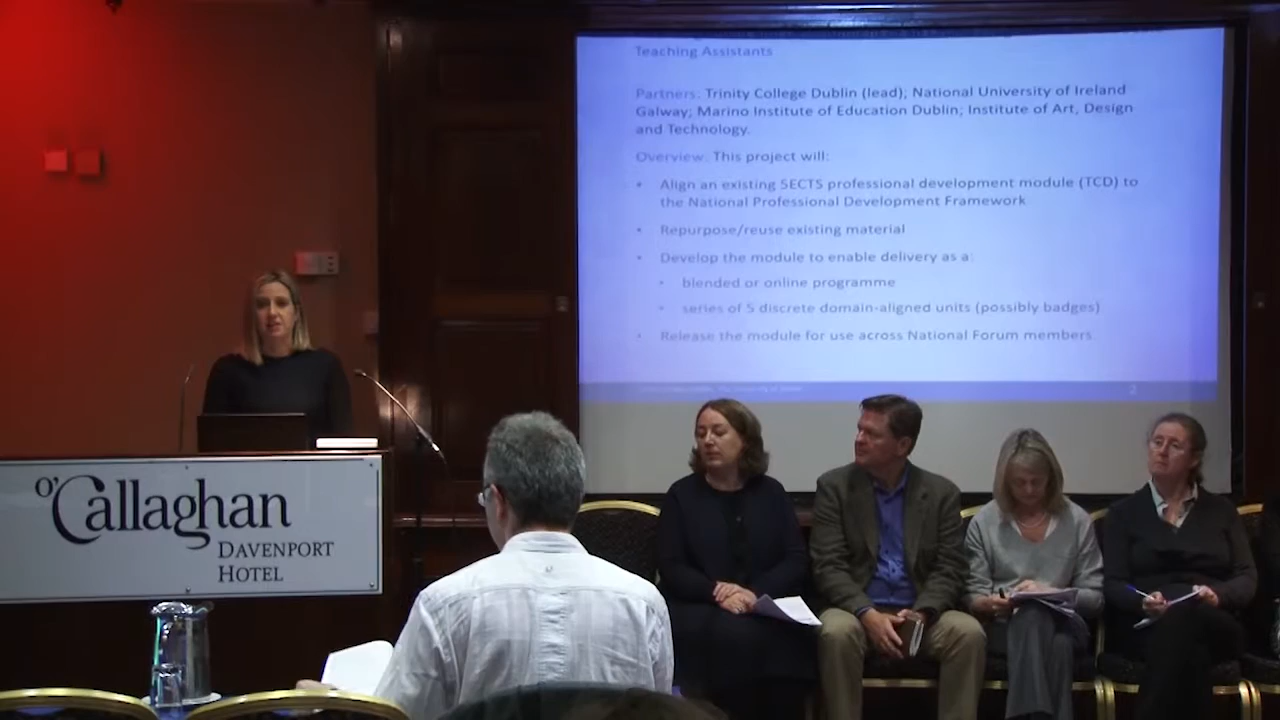 Teaching Assistants
Partners: Trinity College Dublin (lead); National University of Ireland
Galway; Marino Institute of Education Dublin; Institute of Art, Design
and Technology.
Overview: This project will:
• Align an existing 5ECTS professional development module (TCD) to
the National Professional Development Framework
• Repurpose/reuse existing material
• Develop the module to enable delivery as a:
• blended or online programme
• series of 5 discrete domain-aligned units (possibly badges)
• Release the module for use across National Forum members.
O'Callaghan
DAVENPORT
HOTEL